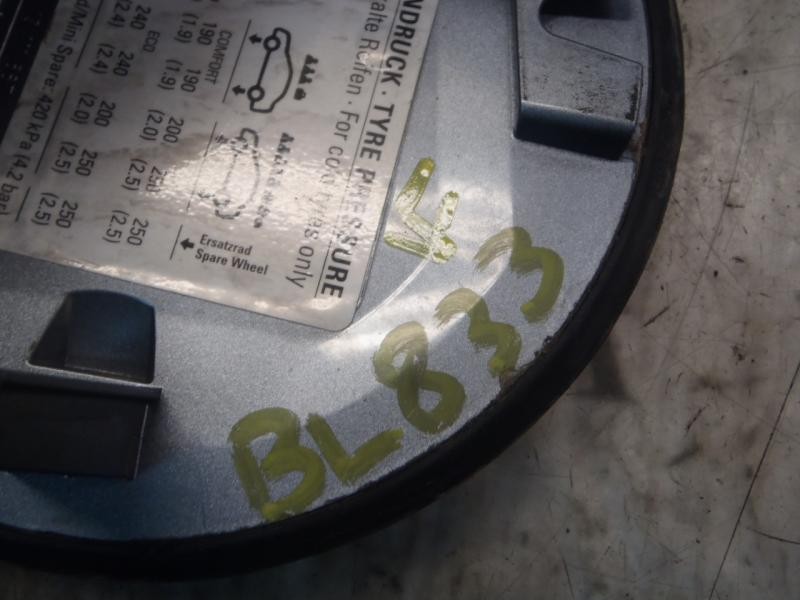 NDRUCK · TYRE PRESSURE
alte Reifen · For cold tyres only
Ersatzrad
Spare Wheel
COMFORT
190 190 200 250 250
(1.9) (1.9) (2.0) (2.5) (2.5)
ECO
240 240 200 250 250
(2.4) (2.4) (2.0) (2.5) (2.5)
d/Mini Spare: 420 kPa (4.2 bar)
BL833